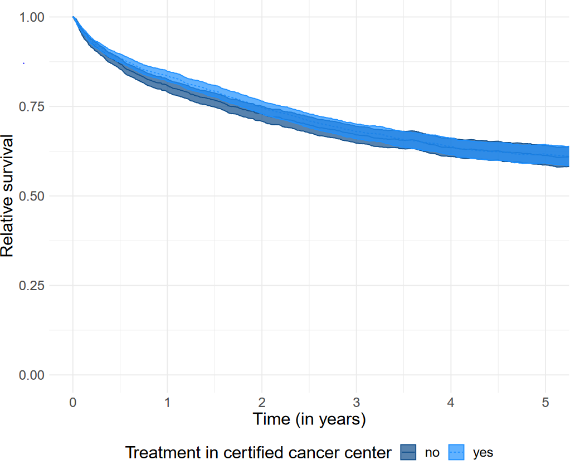 1.00
0.75
0.50
0.25
0.00
Relative survival
0 1 2 3 4 5
Time (in years)
Treatment in certified cancer center no yes